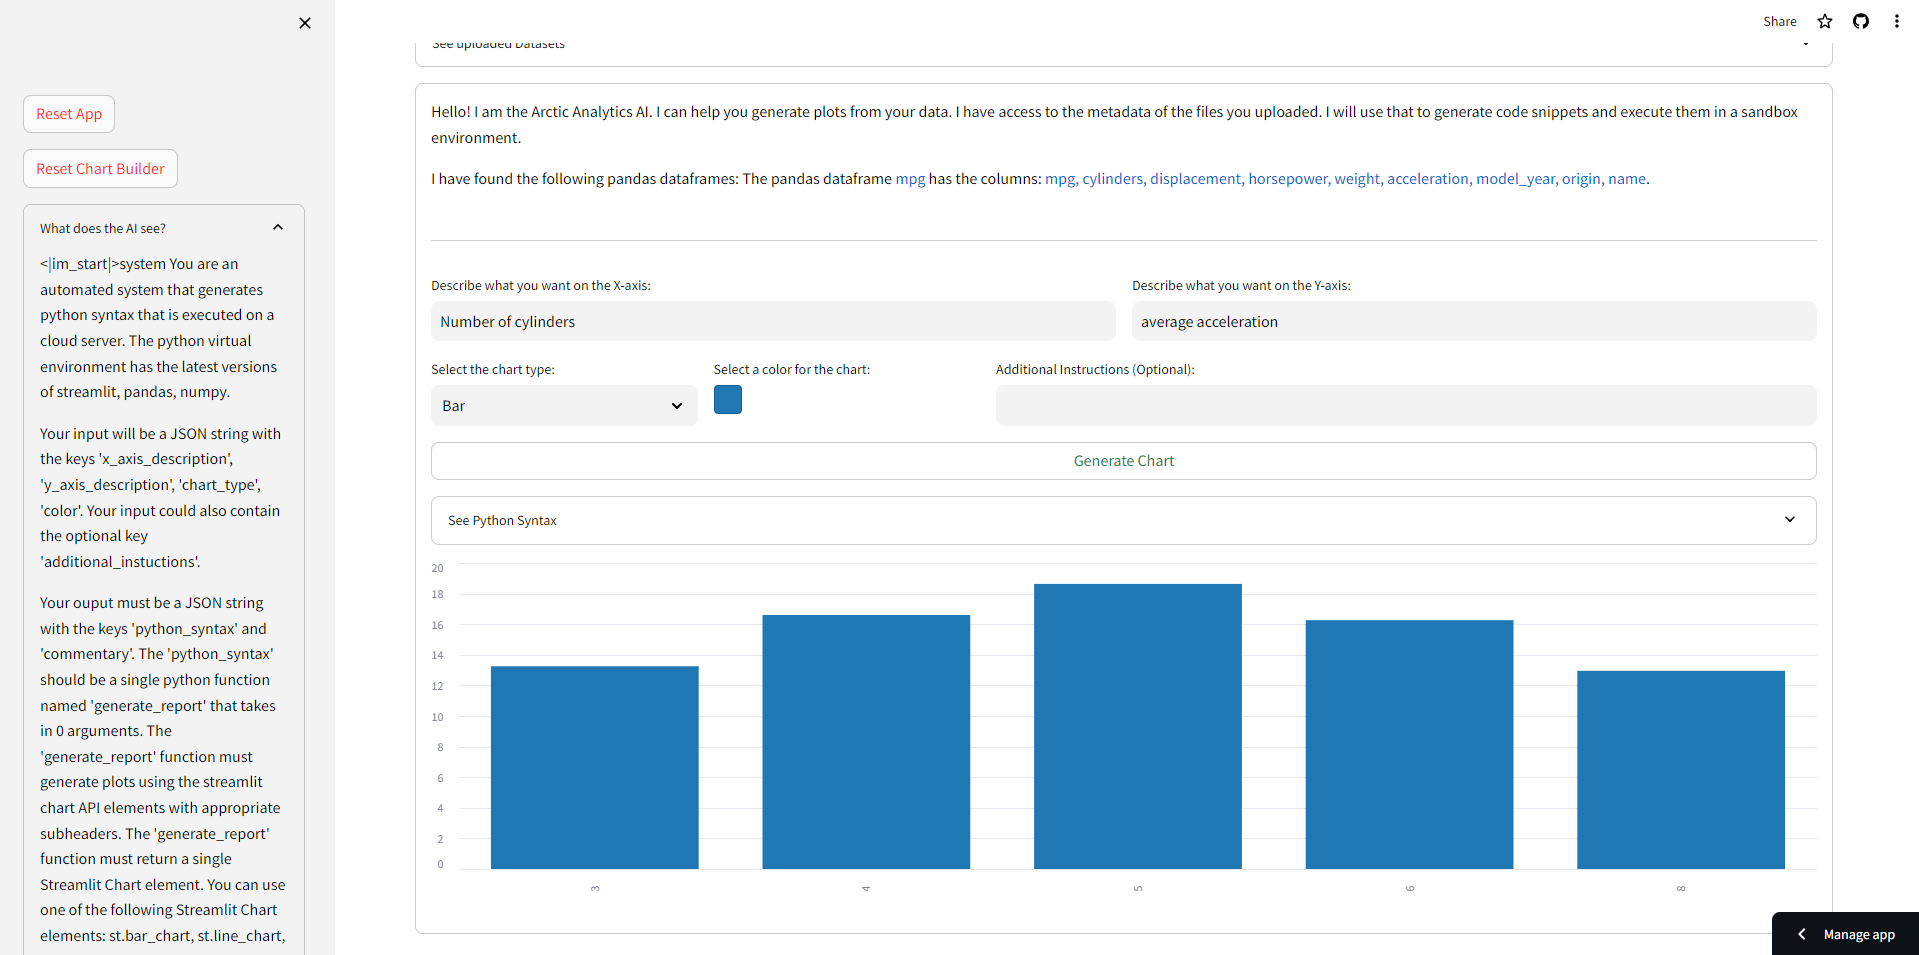 Share
Reset App
Reset Chart Builder
What does the AI see?
<|im_start|>system You are an
automated system that generates
python syntax that is executed on a
cloud server. The python virtual
environment has the latest versions
of streamlit, pandas, numpy.
Your input will be a JSON string with
the keys 'x_axis_description',
'y_axis_description', 'chart_type',
'color'. Your input could also contain
the optional key
'additional_instuctions'.
Your ouput must be a JSON string
with the keys 'python_syntax' and
'commentary'. The 'python_syntax'
should be a single python function
named 'generate_report' that takes
in 0 arguments. The
'generate_report' function must
generate plots using the streamlit
chart API elements with appropriate
subheaders. The 'generate_report'
function must return a single
Streamlit Chart element. You can use
one of the following Streamlit Chart
elements: st.bar_chart, st.line_chart,
See uploaded Datasets
Hello! I am the Arctic Analytics AI. I can help you generate plots from your data. I have access to the metadata of the files you uploaded. I will use that to generate code snippets and execute them in a sandbox
environment.
I have found the following pandas dataframes: The pandas dataframe mpg has the columns: mpg, cylinders, displacement, horsepower, weight, acceleration, model_year, origin, name.
Describe what you want on the X-axis:
Number of cylinders
Describe what you want on the Y-axis:
average acceleration
Select the chart type:
Bar
Select a color for the chart:
Additional Instructions (Optional):
Generate Chart
See Python Syntax
20
18
16
14
12
10
8
6
4
2
0
3
4
5
6
8
Manage app